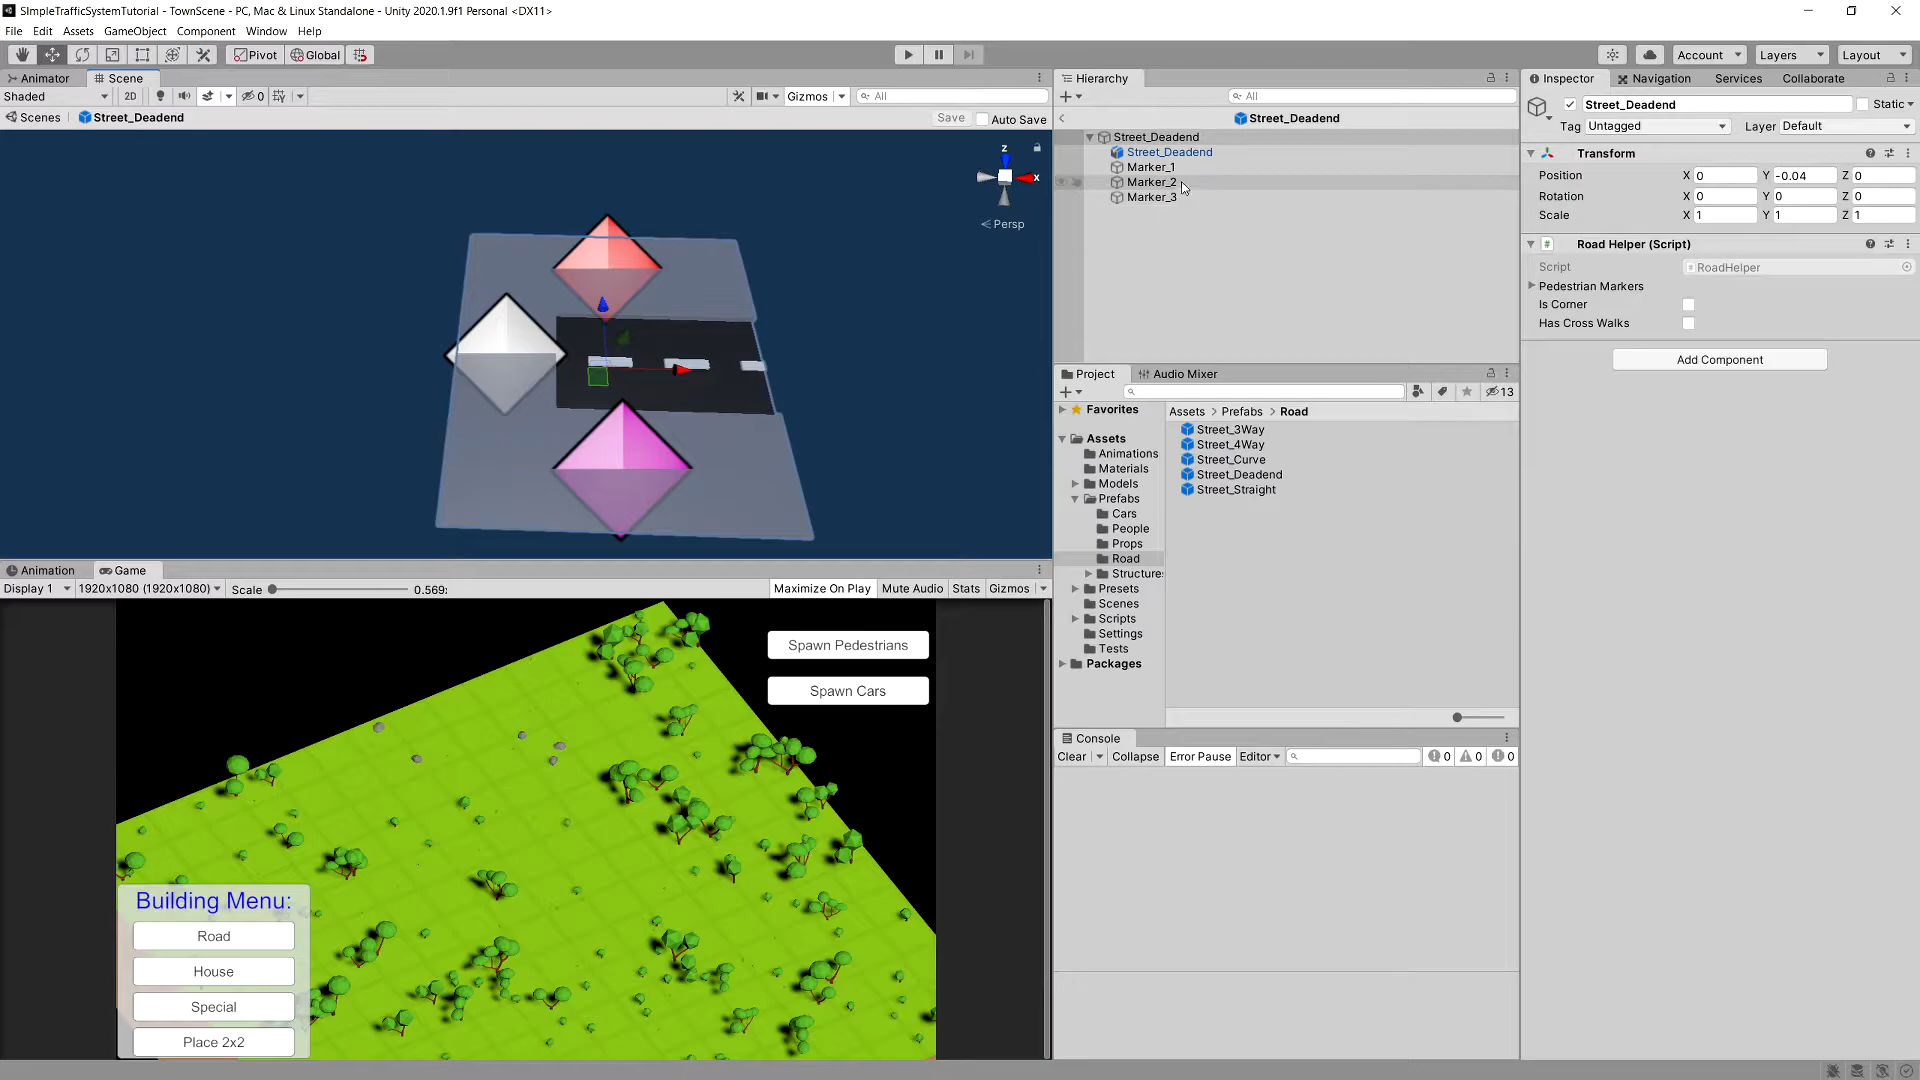 SImpleTrafficSystemTutorial - TownScene - PC, Mac & Linux Standalone - Unity 2020.1.9f1 Personal <DX11>
File Edit Assets GameObject Component Window Help
Pivot Global Account Layers Layout
Animator Scene
Shaded 2D 0 Gizmos All
Scenes Street_Deadend Save Auto Save
z
x
Persp
Hierarchy
All
Street_Deadend
Street_Deadend
Street_Deadend
Marker_1
Marker_2
Marker_3
Inspector Navigation Services Collaborate
Street_Deadend Static
Tag Untagged Layer Default
Transform
Position X 0 Y -0.04 Z 0
Rotation X 0 Y 0 Z 0
Scale X 1 Y 1 Z 1
# Road Helper (Script)
Script RoadHelper
Pedestrian Markers
Is Corner
Has Cross Walks
Add Component
Project Audio Mixer
13
Favorites
Assets
Animations
Materials
Models
Prefabs
Cars
People
Props
Road
Structure
Presets
Scenes
Scripts
Settings
Tests
Packages
Assets > Prefabs > Road
Street_3Way
Street_4Way
Street_Curve
Street_Deadend
Street_Straight
Console
Clear Collapse Error Pause Editor 0 0 0
Animation Game
Display 1 1920x1080 (1920x1080) Scale 0.569 Maximize On Play Mute Audio Stats Gizmos
Spawn Pedestrians
Spawn Cars
Building Menu:
Road
House
Special
Place 2x2